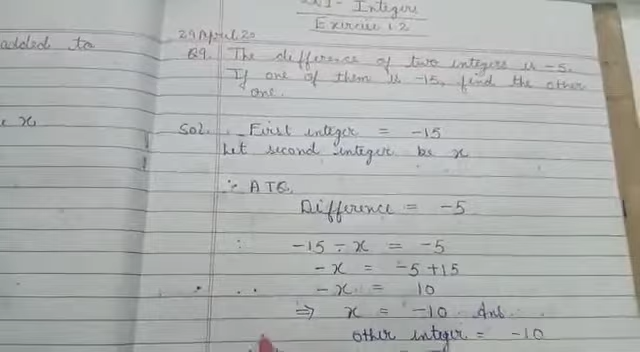 Integers
Exercise 1.2
added to
29 April 20
Q9. The difference of two integers is -5.
If one of them is -15, find the other
one.
x
Sol. First integer = -15
Let second integer be x
∵ ATQ.
Difference = -5
∴ -15 - x = -5
-x = -5+15
-x = 10
⇒ x = -10 Ans.
other integer = -10